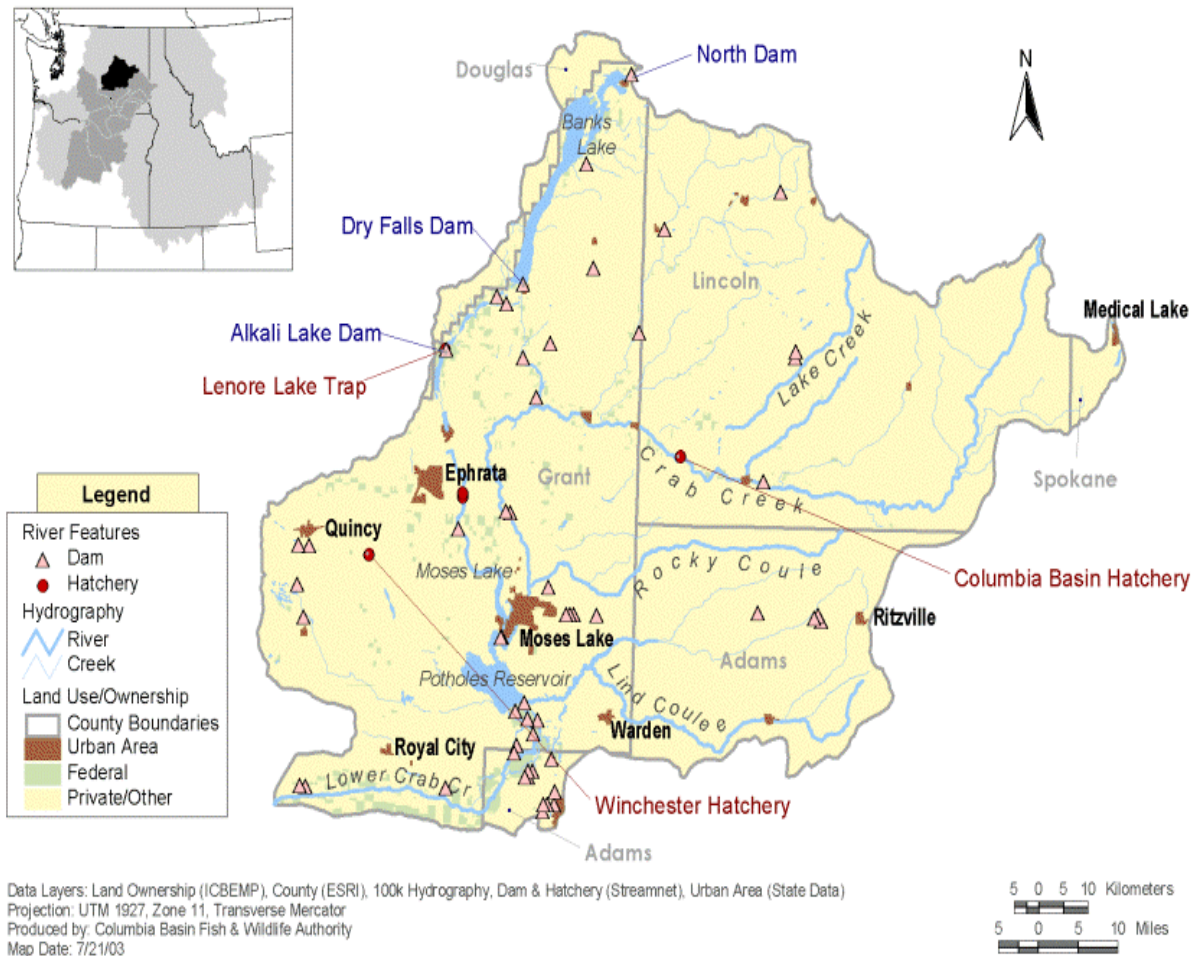 North Dam
N
Douglas
Banks
Lake
Dry Falls Dam
Lincoln
Medical Lake
Alkali Lake Dam
Lake Creek
Lenore Lake Trap
Ephrata
Grant
Crab Creek
Spokane
Legend
River Features
Dam
Hatchery
Hydrography
River
Creek
Land Use/Ownership
County Boundaries
Urban Area
Federal
Private/Other
Quincy
Moses Lake
Rocky Coule
Columbia Basin Hatchery
Ritzville
Moses Lake
Adams
Potholes Reservoir
Lind Coulee
Warden
Royal City
Lower Crab Cr
Winchester Hatchery
Adams
Data Layers: Land Ownership (ICBEMP), County (ESRI), 100k Hydrography, Dam & Hatchery (Streamnet), Urban Area (State Data)
Projection: UTM 1927, Zone 11, Transverse Mercator
Produced by: Columbia Basin Fish & Wildlife Authority
Map Date: 7/21/03
5 0 5 10 Kilometers
5 0 5 10 Miles